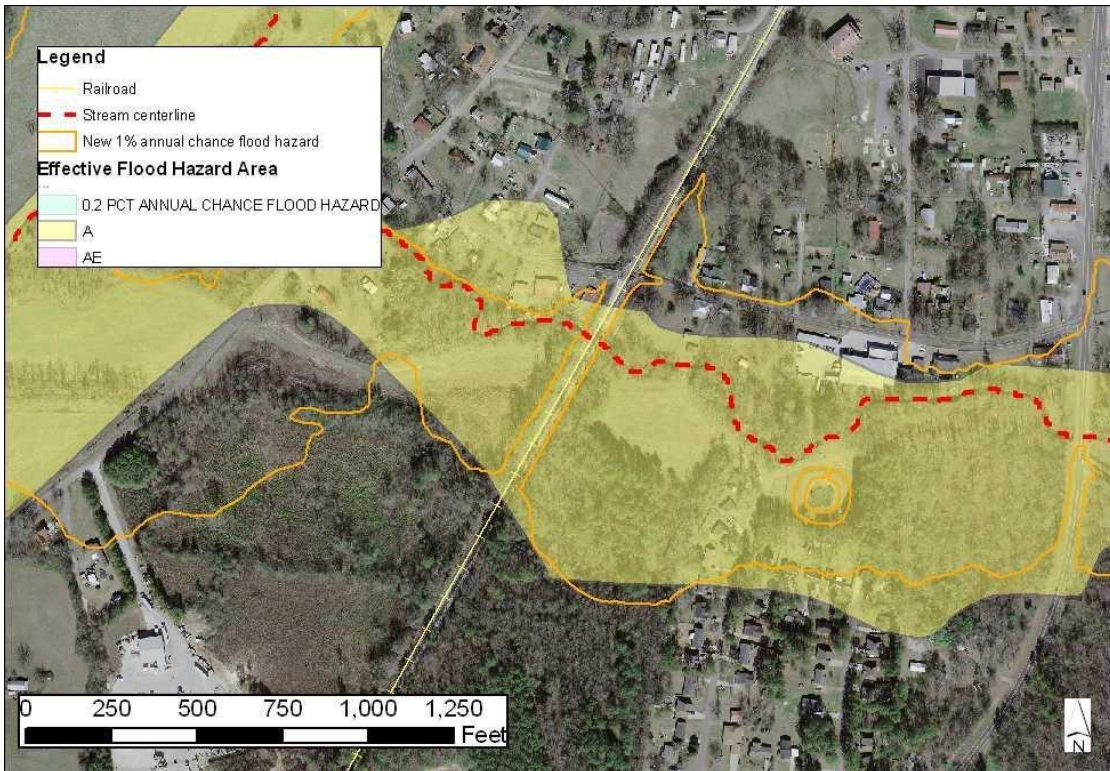 Legend
Railroad
Stream centerline
New 1% annual chance flood hazard
Effective Flood Hazard Area
0.2 PCT ANNUAL CHANCE FLOOD HAZARD
A
AE
0 250 500 750 1,000 1,250
Feet
N